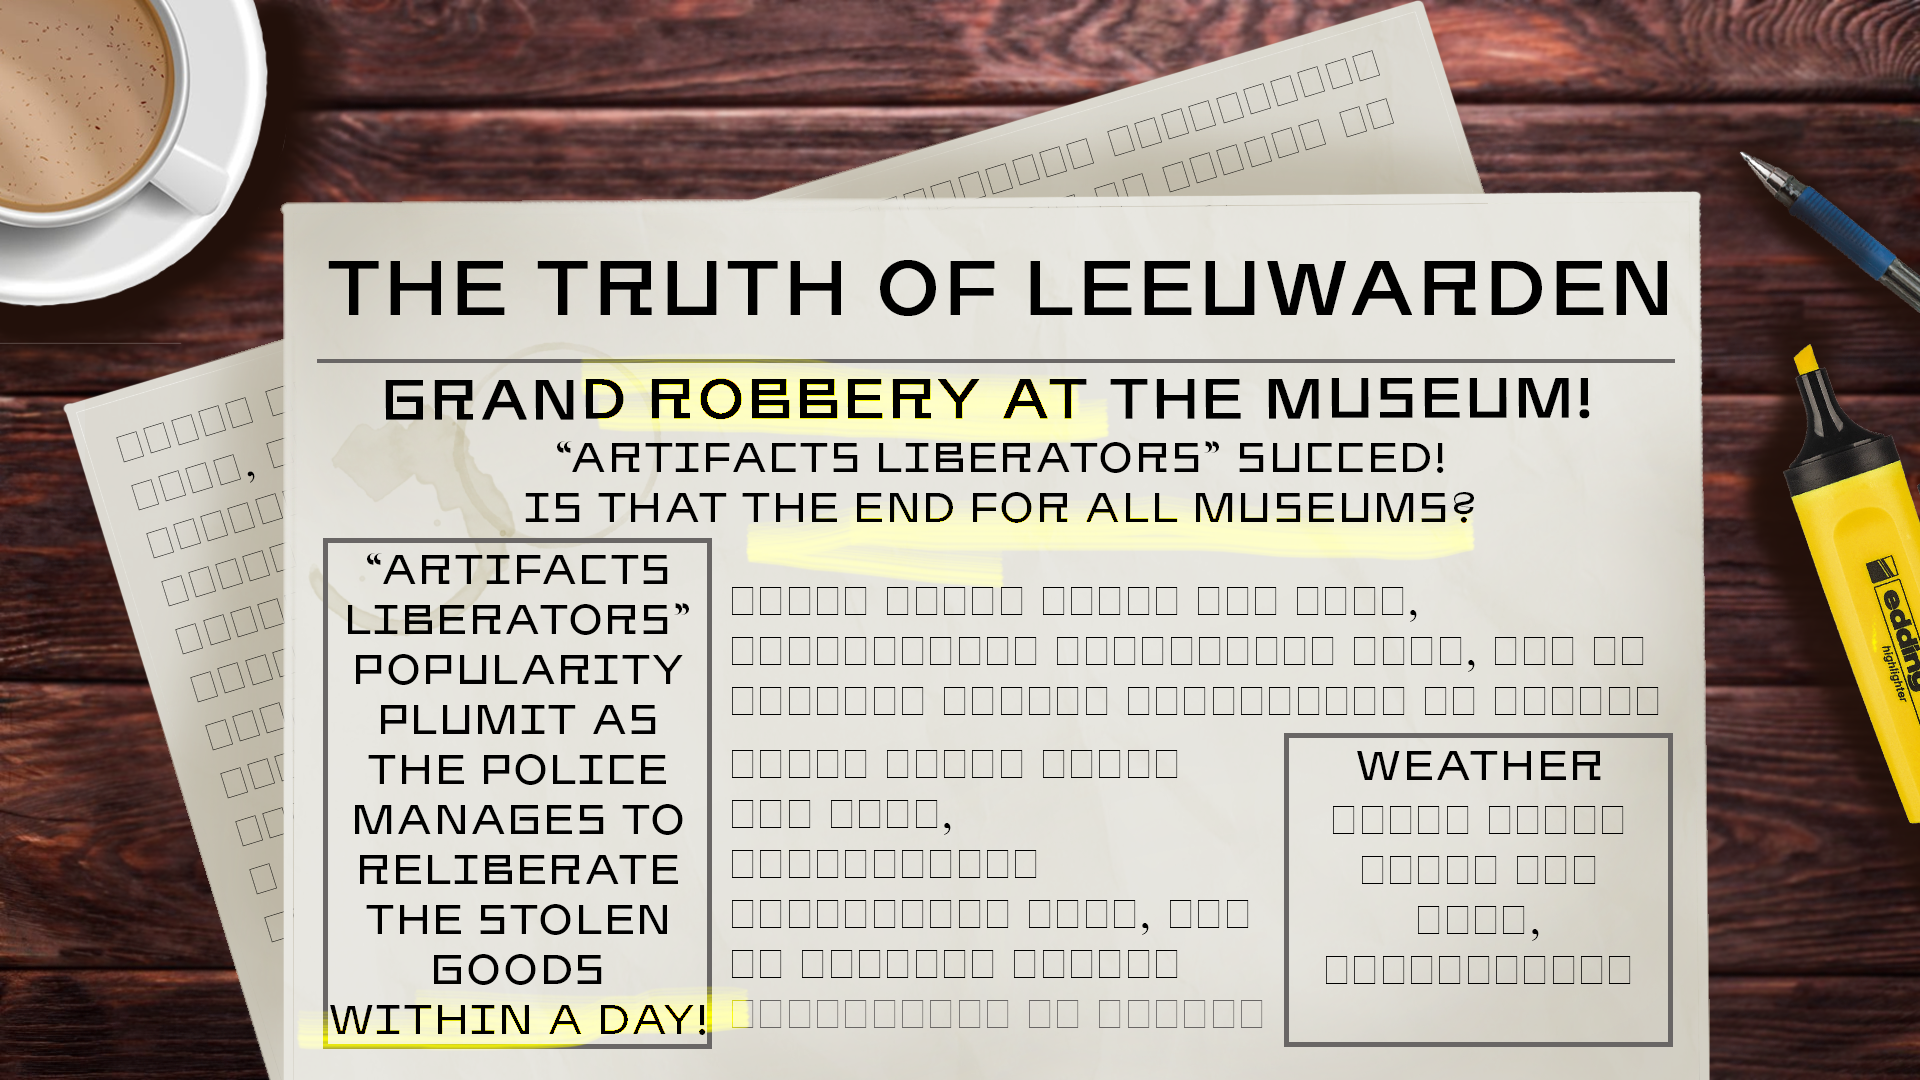 THE TRUTH OF LEEUWARDEN
GRAND ROBBERY AT THE MUSEUM!
“ARTIFACTS LIBERATORS” SUCCED!
IS THAT THE END FOR ALL MUSEUMS?
“ARTIFACTS
LIBERATORS”
POPULARITY
PLUMIT AS
THE POLICE
MANAGES TO
RELIBERATE
THE STOLEN
GOODS
WITHIN A DAY!
WEATHER
edding
highlighter